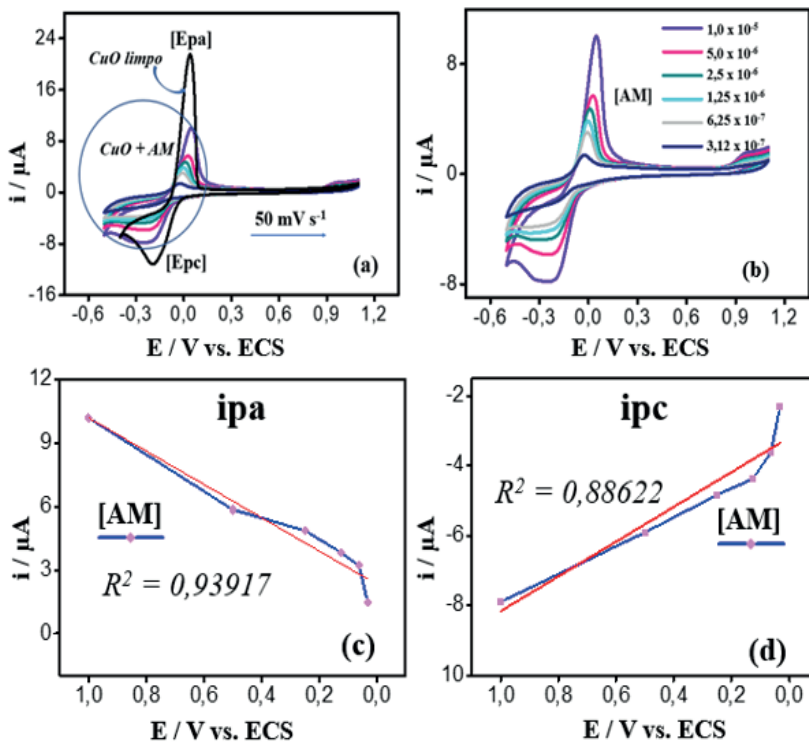 [Epa]
CuO limpo
CuO + AM
50 mV s⁻¹
[Epc]
(a)
i / µA
24
16
8
0
-8
-16
-0,6 -0,3 0,0 0,3 0,6 0,9 1,2
E / V vs. ECS
[AM]
1,0 x 10⁻⁵
5,0 x 10⁻⁶
2,5 x 10⁻⁶
1,25 x 10⁻⁶
6,25 x 10⁻⁷
3,12 x 10⁻⁷
(b)
i / µA
8
0
-8
-0,6 -0,3 0,0 0,3 0,6 0,9 1,2
E / V vs. ECS
ipa
[AM]
R² = 0,93917
(c)
i / µA
12
9
6
3
0
1,0 0,8 0,6 0,4 0,2 0,0
E / V vs. ECS
ipc
R² = 0,88622
[AM]
(d)
i / µA
-2
-4
-6
-8
10
1,0 0,8 0,6 0,4 0,2 0,0
E / V vs. ECS